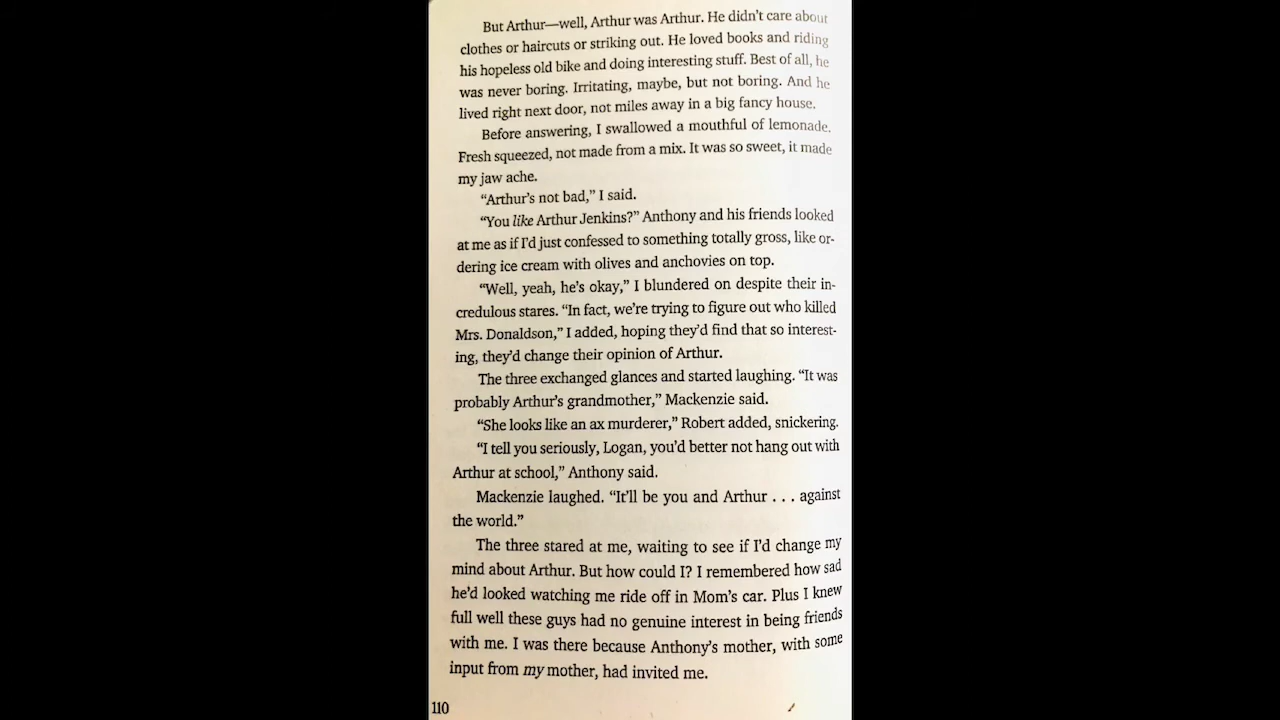 But Arthur—well, Arthur was Arthur. He didn't care about
clothes or haircuts or striking out. He loved books and riding
his hopeless old bike and doing interesting stuff. Best of all, he
was never boring. Irritating, maybe, but not boring. And he
lived right next door, not miles away in a big fancy house.
Before answering, I swallowed a mouthful of lemonade.
Fresh squeezed, not made from a mix. It was so sweet, it made
my jaw ache.
“Arthur's not bad,” I said.
“You like Arthur Jenkins?” Anthony and his friends looked
at me as if I'd just confessed to something totally gross, like or-
dering ice cream with olives and anchovies on top.
“Well, yeah, he's okay,” I blundered on despite their in-
credulous stares. “In fact, we're trying to figure out who killed
Mrs. Donaldson,” I added, hoping they'd find that so interest-
ing, they'd change their opinion of Arthur.
The three exchanged glances and started laughing. “It was
probably Arthur's grandmother,” Mackenzie said.
“She looks like an ax murderer,” Robert added, snickering.
“I tell you seriously, Logan, you'd better not hang out with
Arthur at school,” Anthony said.
Mackenzie laughed. “It'll be you and Arthur . . . against
the world.”
The three stared at me, waiting to see if I'd change my
mind about Arthur. But how could I? I remembered how sad
he'd looked watching me ride off in Mom's car. Plus I knew
full well these guys had no genuine interest in being friends
with me. I was there because Anthony's mother, with some
input from my mother, had invited me.
110